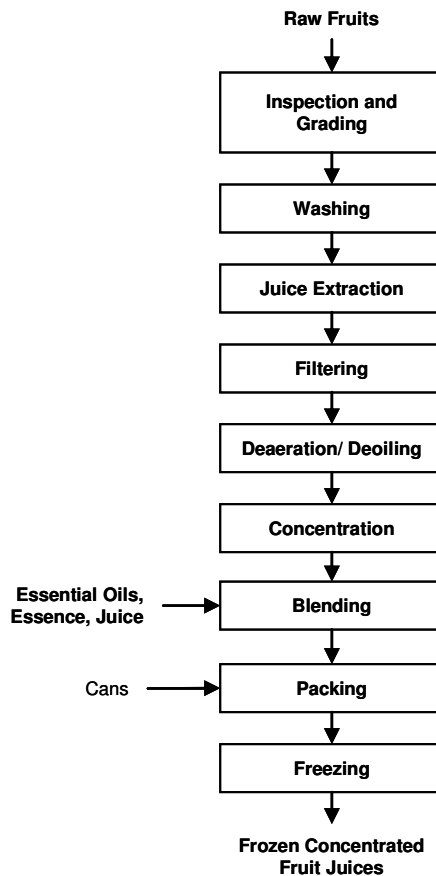 Raw Fruits
Inspection and
Grading
Washing
Juice Extraction
Filtering
Deaeration/ Deoiling
Concentration
Essential Oils,
Essence, Juice
Blending
Cans
Packing
Freezing
Frozen Concentrated
Fruit Juices